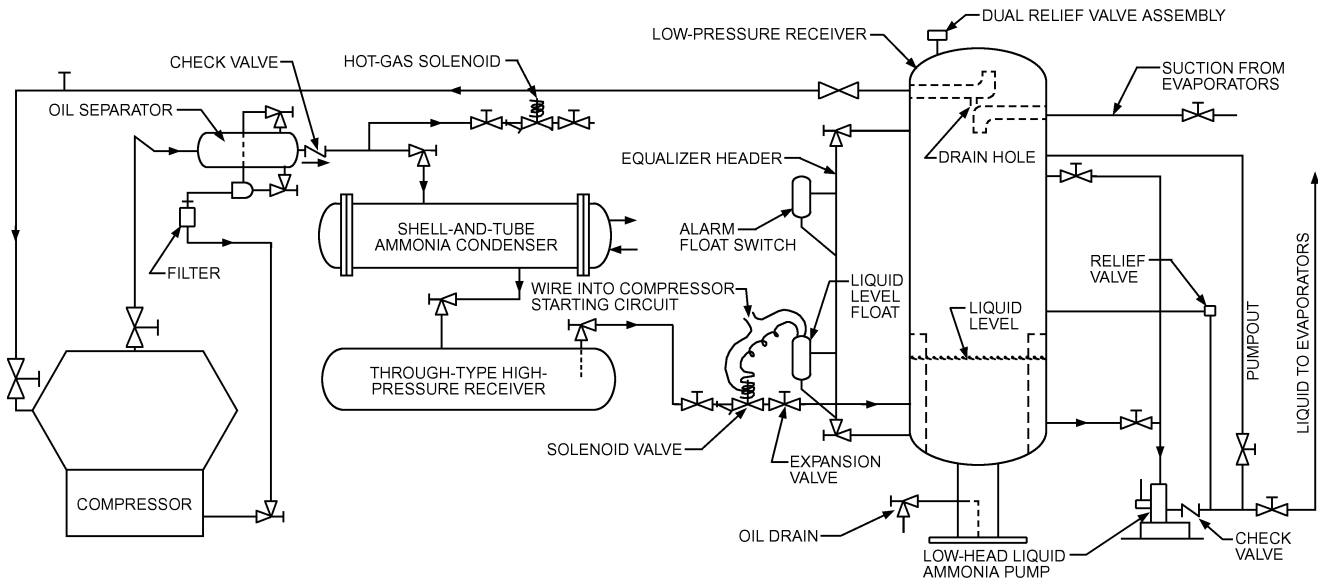 DUAL RELIEF VALVE ASSEMBLY
LOW-PRESSURE RECEIVER
CHECK VALVE
HOT-GAS SOLENOID
SUCTION FROM
EVAPORATORS
OIL SEPARATOR
EQUALIZER HEADER
DRAIN HOLE
SHELL-AND-TUBE
AMMONIA CONDENSER
ALARM
FLOAT SWITCH
FILTER
WIRE INTO COMPRESSOR
STARTING CIRCUIT
LIQUID
LEVEL
FLOAT
LIQUID
LEVEL
RELIEF
VALVE
PUMPOUT
LIQUID TO EVAPORATORS
THROUGH-TYPE HIGH-
PRESSURE RECEIVER
SOLENOID VALVE
EXPANSION
VALVE
COMPRESSOR
OIL DRAIN
LOW-HEAD LIQUID
AMMONIA PUMP
CHECK
VALVE